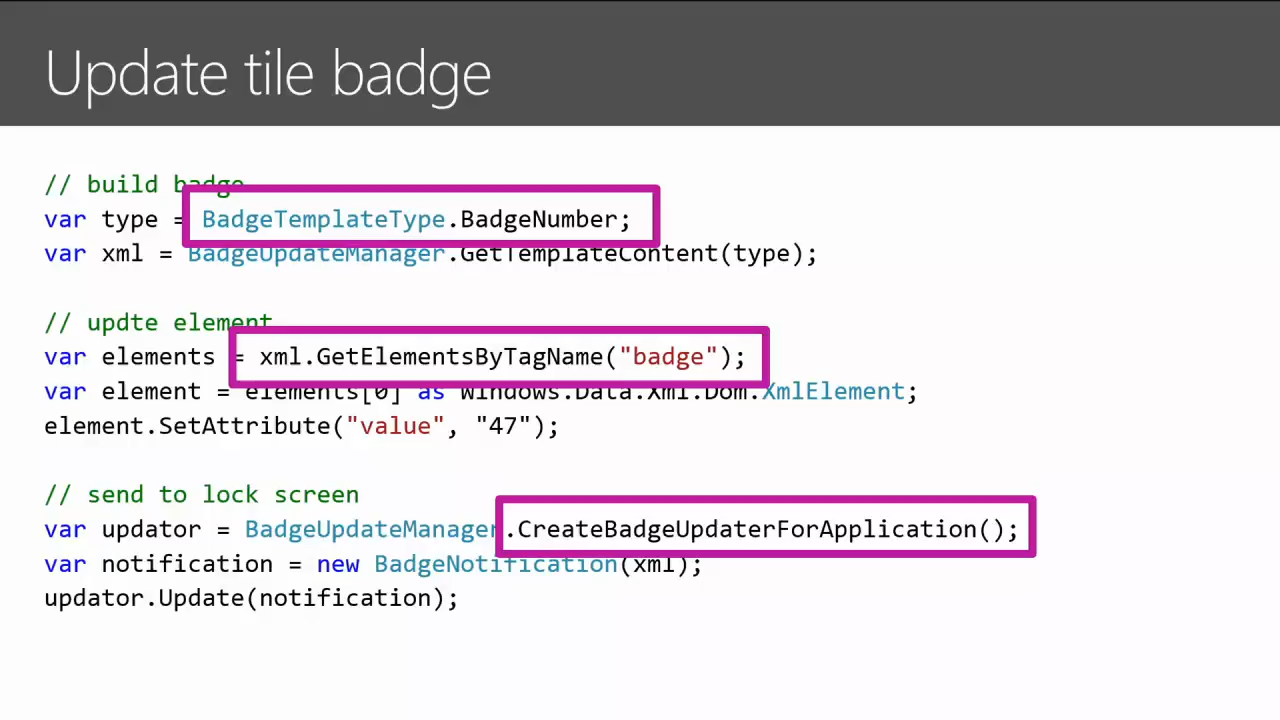 Update tile badge
// build badge
var type = BadgeTemplateType.BadgeNumber;
var xml = BadgeUpdateManager.GetTemplateContent(type);
// updte element
var elements = xml.GetElementsByTagName("badge");
var element = elements[0] as Windows.Data.Xml.Dom.XmlElement;
element.SetAttribute("value", "47");
// send to lock screen
var updator = BadgeUpdateManager.CreateBadgeUpdaterForApplication();
var notification = new BadgeNotification(xml);
updator.Update(notification);